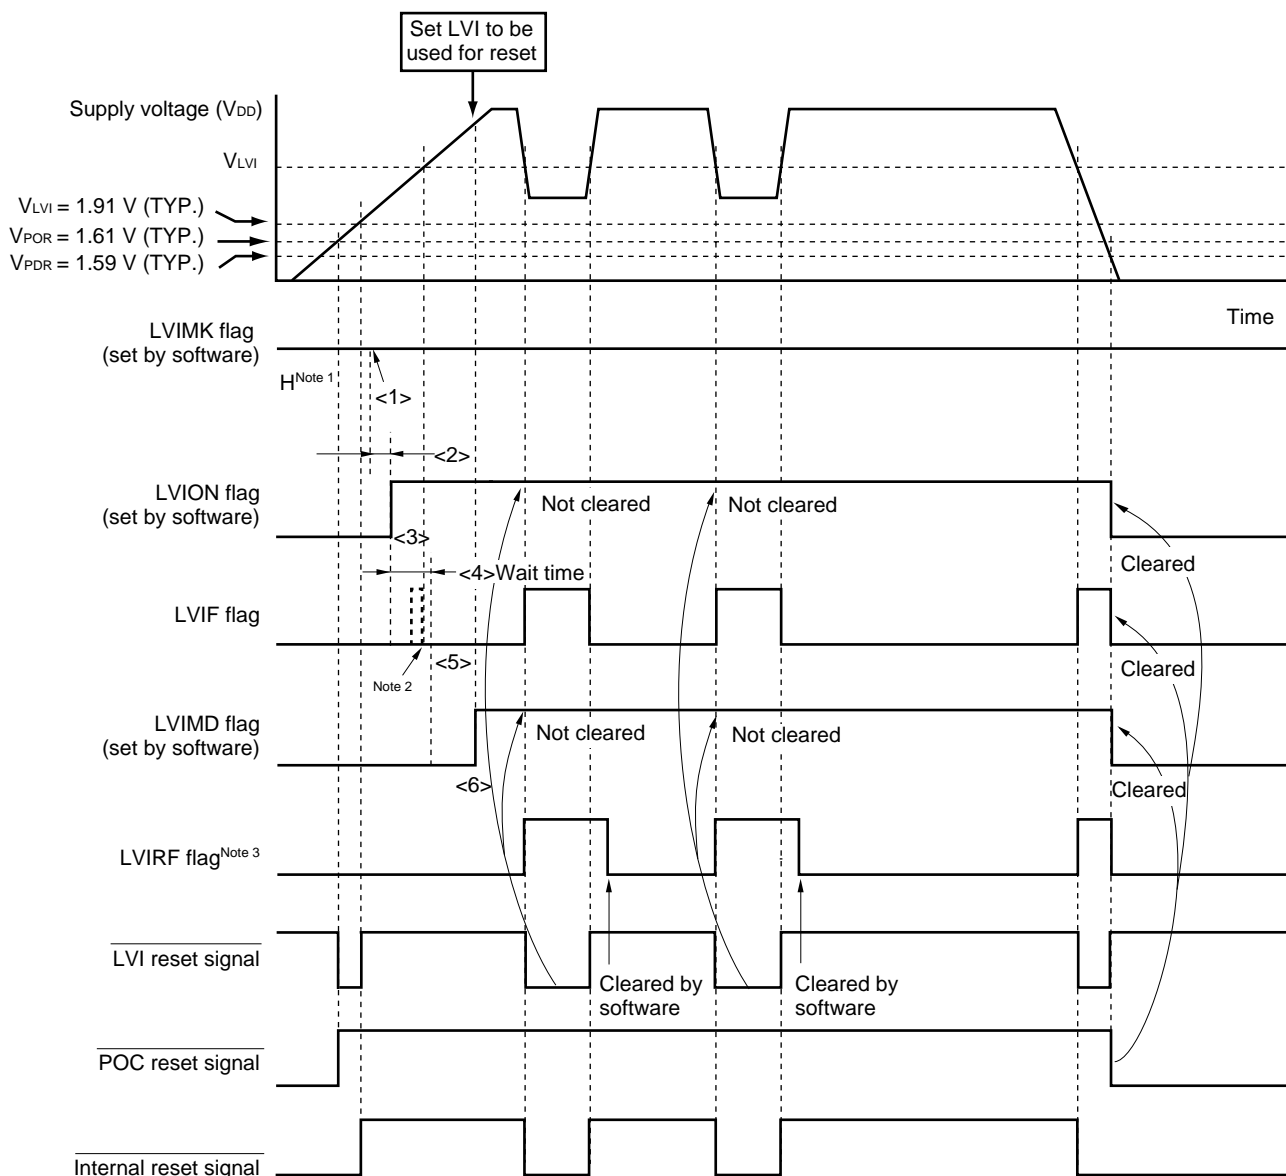 Set LVI to be
used for reset
Supply voltage (VDD)
VLVI
VLVI = 1.91 V (TYP.)
VPOR = 1.61 V (TYP.)
VPDR = 1.59 V (TYP.)
Time
LVIMK flag
(set by software)
HNote 1
<1>
<2>
LVION flag
(set by software)
Not cleared
Not cleared
<3>
<4>Wait time
Cleared
LVIF flag
<5>
Note 2
Cleared
LVIMD flag
(set by software)
Not cleared
Not cleared
<6>
Cleared
LVIRF flagNote 3
LVI reset signal
Cleared by
software
Cleared by
software
POC reset signal
Internal reset signal